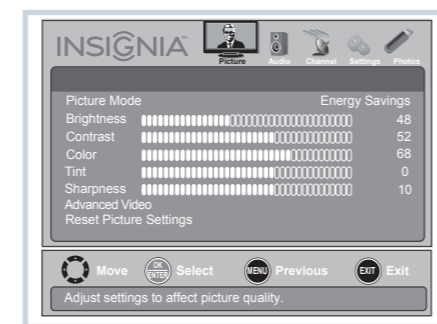 INSIGNIA
Picture Audio Channel Settings Photos
Picture Mode Energy Savings
Brightness 48
Contrast 52
Color 68
Tint 0
Sharpness 10
Advanced Video
Reset Picture Settings
Move OK ENTER Select MENU Previous EXIT Exit
Adjust settings to affect picture quality.